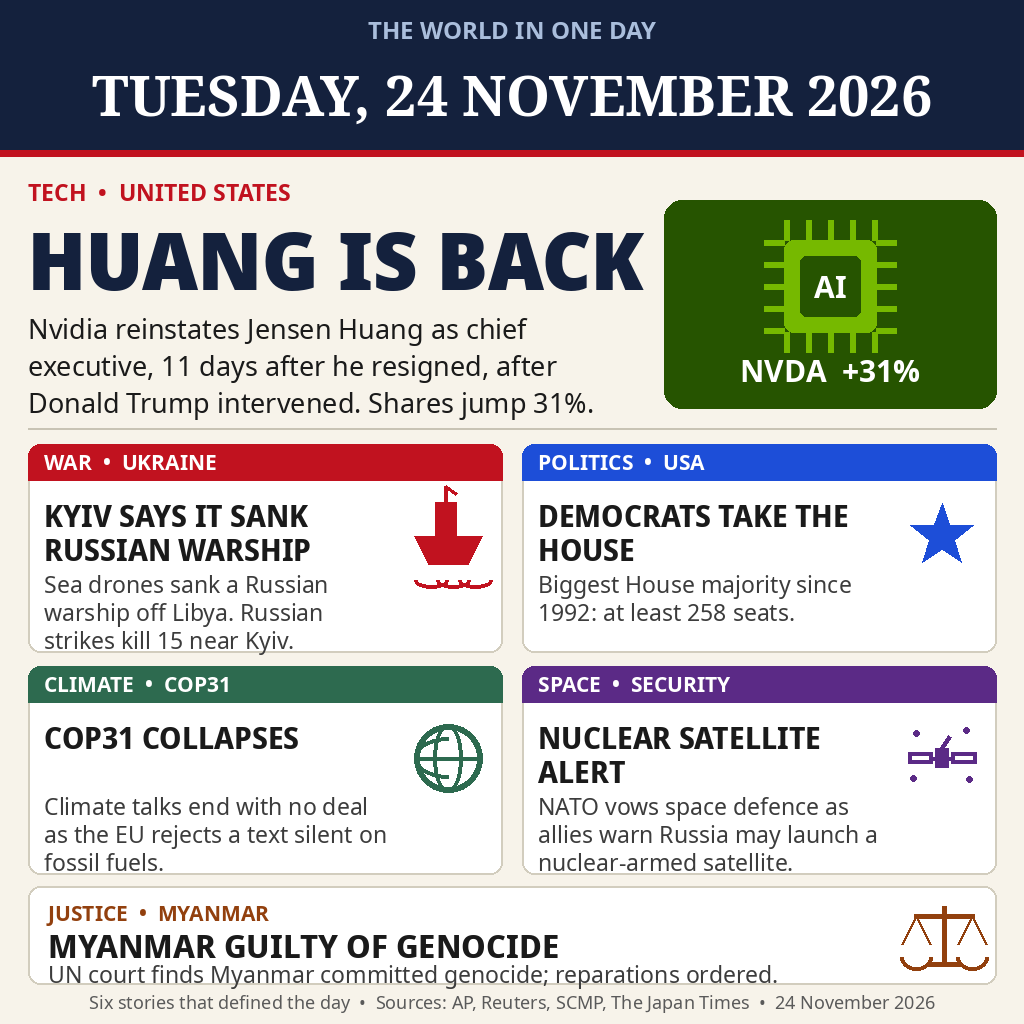 THE WORLD IN ONE DAY
TUESDAY, 24 NOVEMBER 2026
TECH • UNITED STATES
HUANG IS BACK
Nvidia reinstates Jensen Huang as chief
executive, 11 days after he resigned, after
Donald Trump intervened. Shares jump 31%.
AI
NVDA +31%
WAR • UKRAINE
KYIV SAYS IT SANK
RUSSIAN WARSHIP
Sea drones sank a Russian
warship off Libya. Russian
strikes kill 15 near Kyiv.
POLITICS • USA
DEMOCRATS TAKE THE
HOUSE
Biggest House majority since
1992: at least 258 seats.
CLIMATE • COP31
COP31 COLLAPSES
Climate talks end with no deal
as the EU rejects a text silent on
fossil fuels.
SPACE • SECURITY
NUCLEAR SATELLITE
ALERT
NATO vows space defence as
allies warn Russia may launch a
nuclear-armed satellite.
JUSTICE • MYANMAR
MYANMAR GUILTY OF GENOCIDE
UN court finds Myanmar committed genocide; reparations ordered.
Six stories that defined the day • Sources: AP, Reuters, SCMP, The Japan Times • 24 November 2026